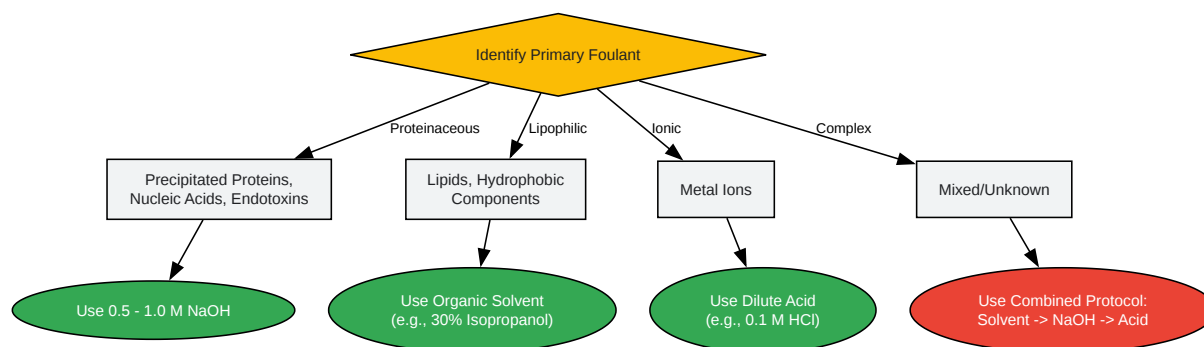 Identify Primary Foulant
Proteinaceous
Lipophilic
Ionic
Complex
Precipitated Proteins,
Nucleic Acids, Endotoxins
Lipids, Hydrophobic
Components
Metal Ions
Mixed/Unknown
Use 0.5 - 1.0 M NaOH
Use Organic Solvent
(e.g., 30% Isopropanol)
Use Dilute Acid
(e.g., 0.1 M HCl)
Use Combined Protocol:
Solvent -> NaOH -> Acid